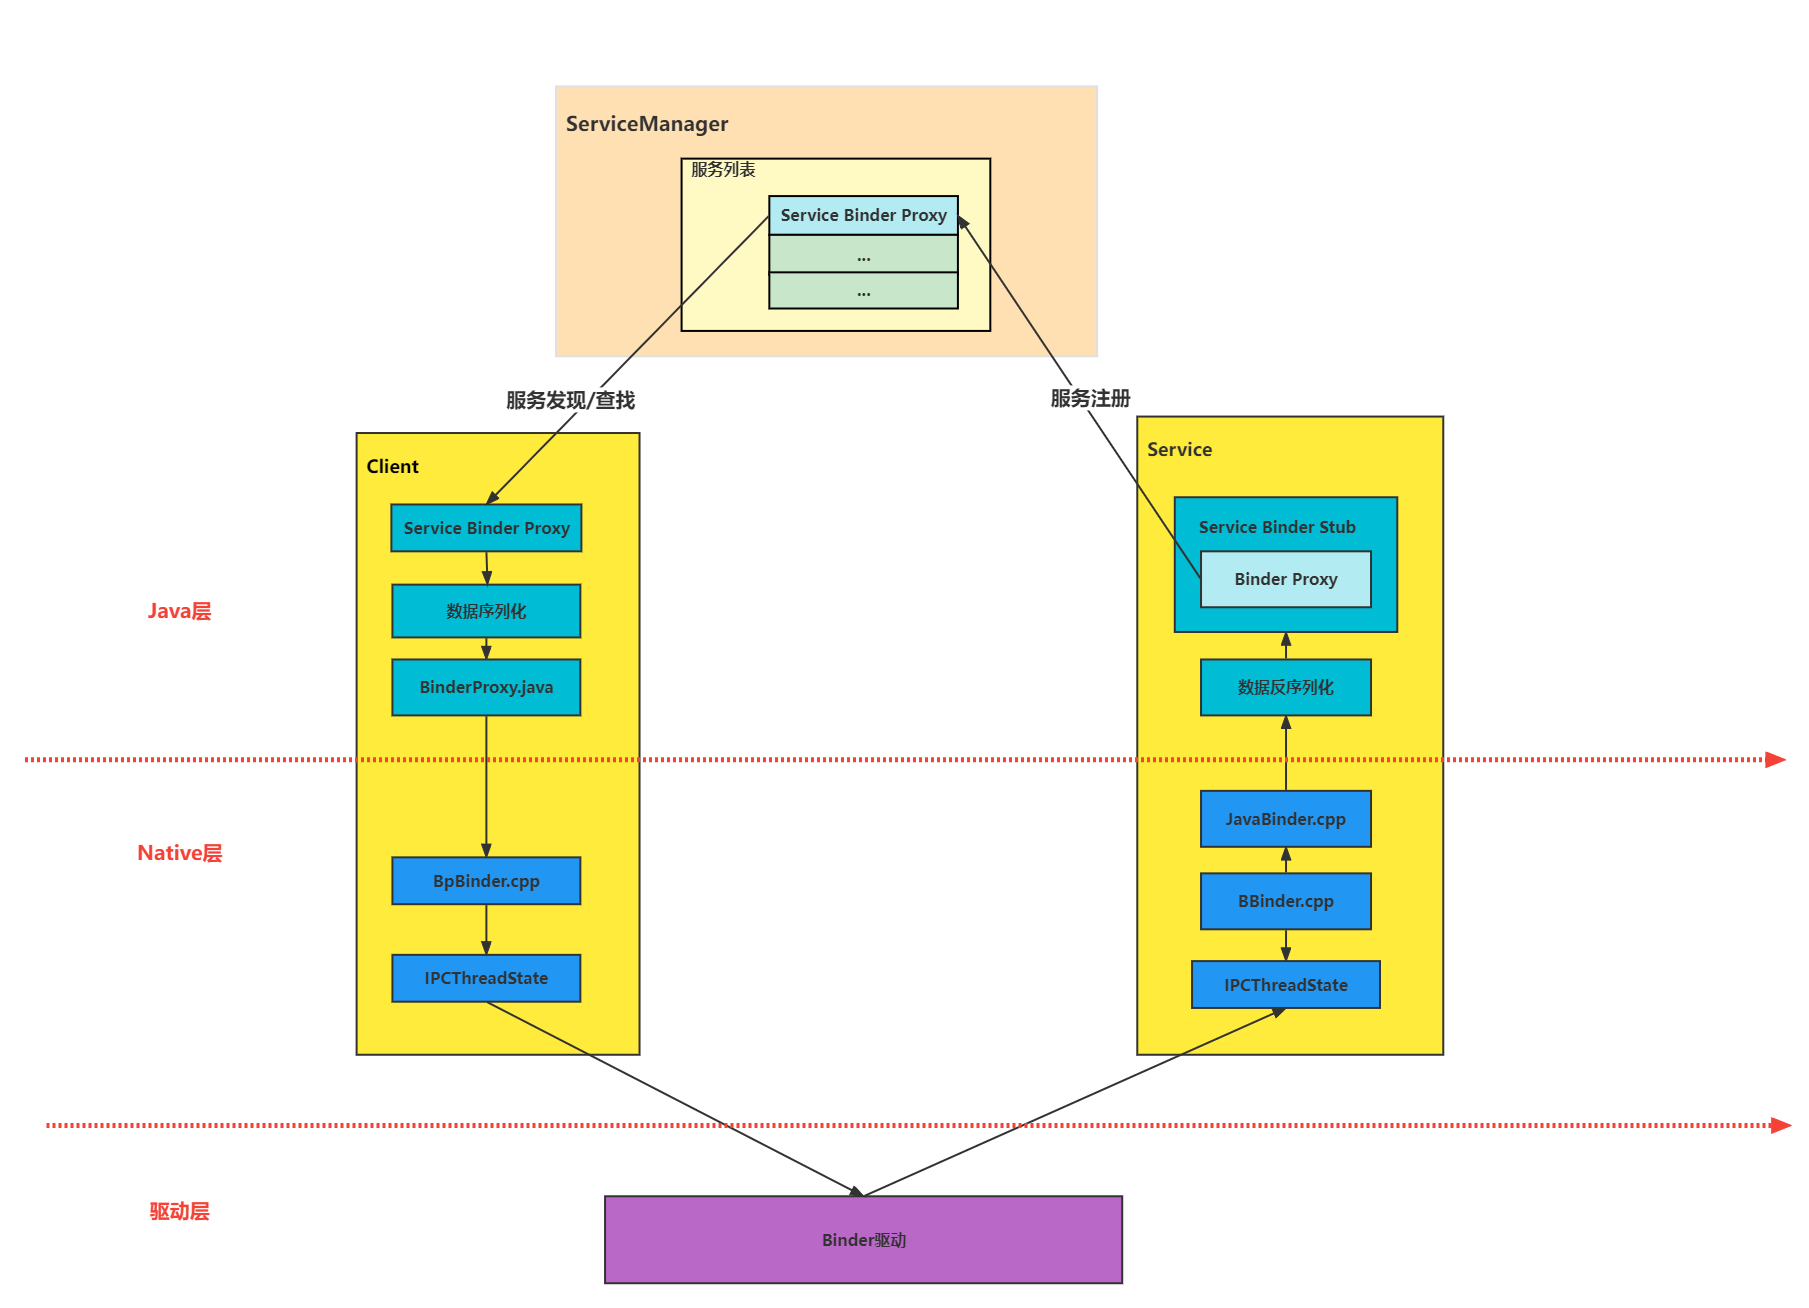 ServiceManager
服务列表
Service Binder Proxy
...
...
服务发现/查找
服务注册
Client
Service Binder Proxy
数据序列化
BinderProxy.java
BpBinder.cpp
IPCThreadState
Service
Service Binder Stub
Binder Proxy
数据反序列化
JavaBinder.cpp
BBinder.cpp
IPCThreadState
Java层
Native层
驱动层
Binder驱动